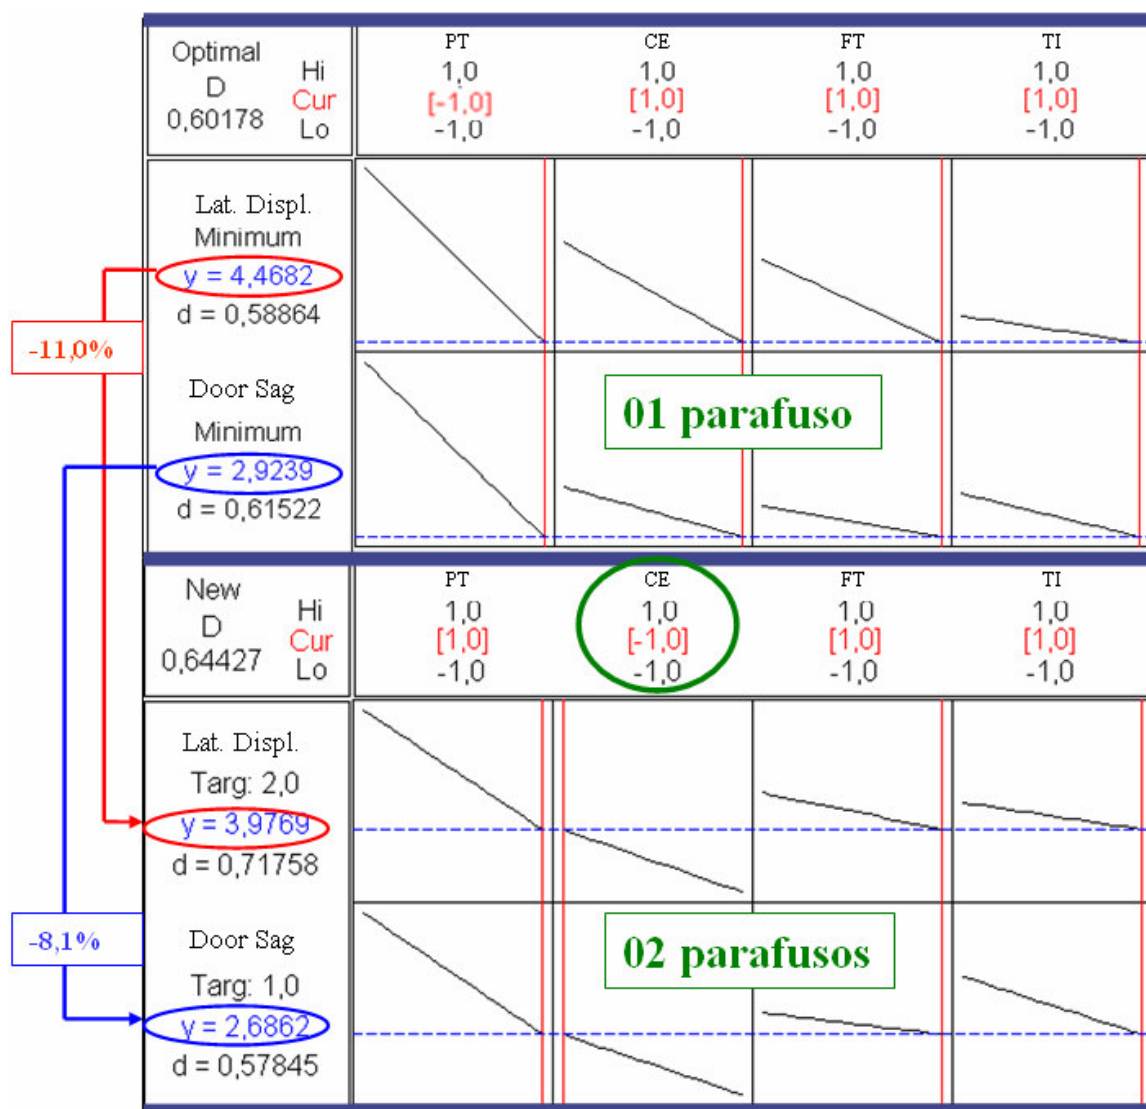 Optimal
D
0,60178
Hi
Cur
Lo
PT
1,0
[-1,0]
-1,0
CE
1,0
[1,0]
-1,0
FT
1,0
[1,0]
-1,0
TI
1,0
[1,0]
-1,0
Lat. Displ.
Minimum
y = 4,4682
d = 0,58864
-11,0%
Door Sag
Minimum
y = 2,9239
d = 0,61522
01 parafuso
New
D
0,64427
Hi
Cur
Lo
PT
1,0
[1,0]
-1,0
CE
1,0
[-1,0]
-1,0
FT
1,0
[1,0]
-1,0
TI
1,0
[1,0]
-1,0
Lat. Displ.
Targ: 2,0
y = 3,9769
d = 0,71758
-8,1%
Door Sag
Targ: 1,0
y = 2,6862
d = 0,57845
02 parafusos